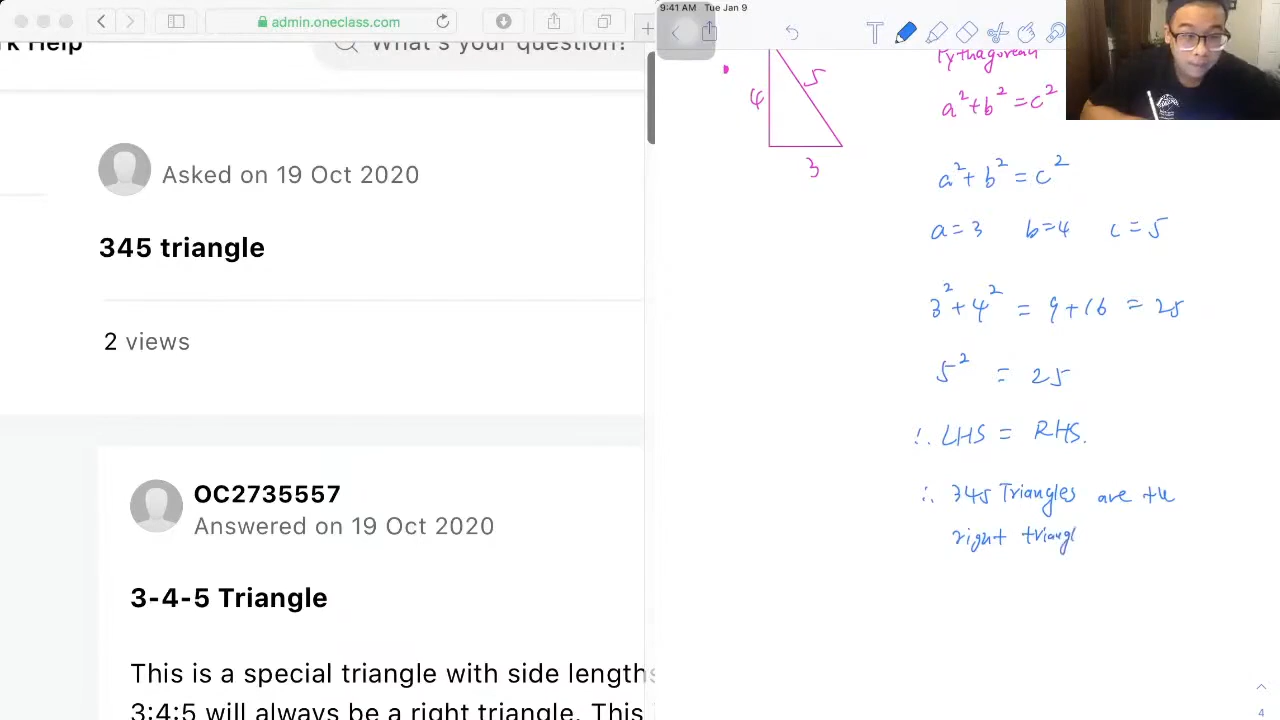 admin.oneclass.com
What's your question?
Asked on 19 Oct 2020
345 triangle
2 views
OC2735557
Answered on 19 Oct 2020
3-4-5 Triangle
This is a special triangle with side lengths
3:4:5 will always be a right triangle. This
9:41 AM Tue Jan 9
T
Pythagorean
4
5
3
a²+b²=c²
a²+b²=c²
a=3 b=4 c=5
3²+4² = 9+16 = 25
5² = 25
∴ LHS = RHS.
∴ 345 Triangles are the
right triangl
4